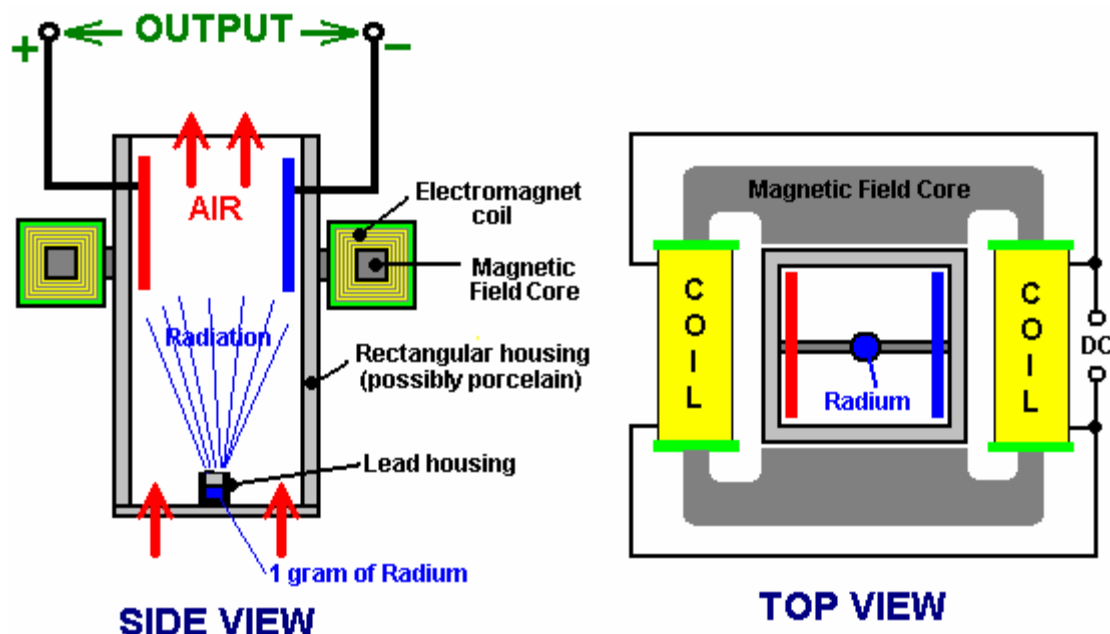 OUTPUT
+
−
AIR
Electromagnet
coil
Magnetic
Field Core
Radiation
Rectangular housing
(possibly porcelain)
Lead housing
1 gram of Radium
SIDE VIEW
Magnetic Field Core
COIL
COIL
DC
Radium
TOP VIEW